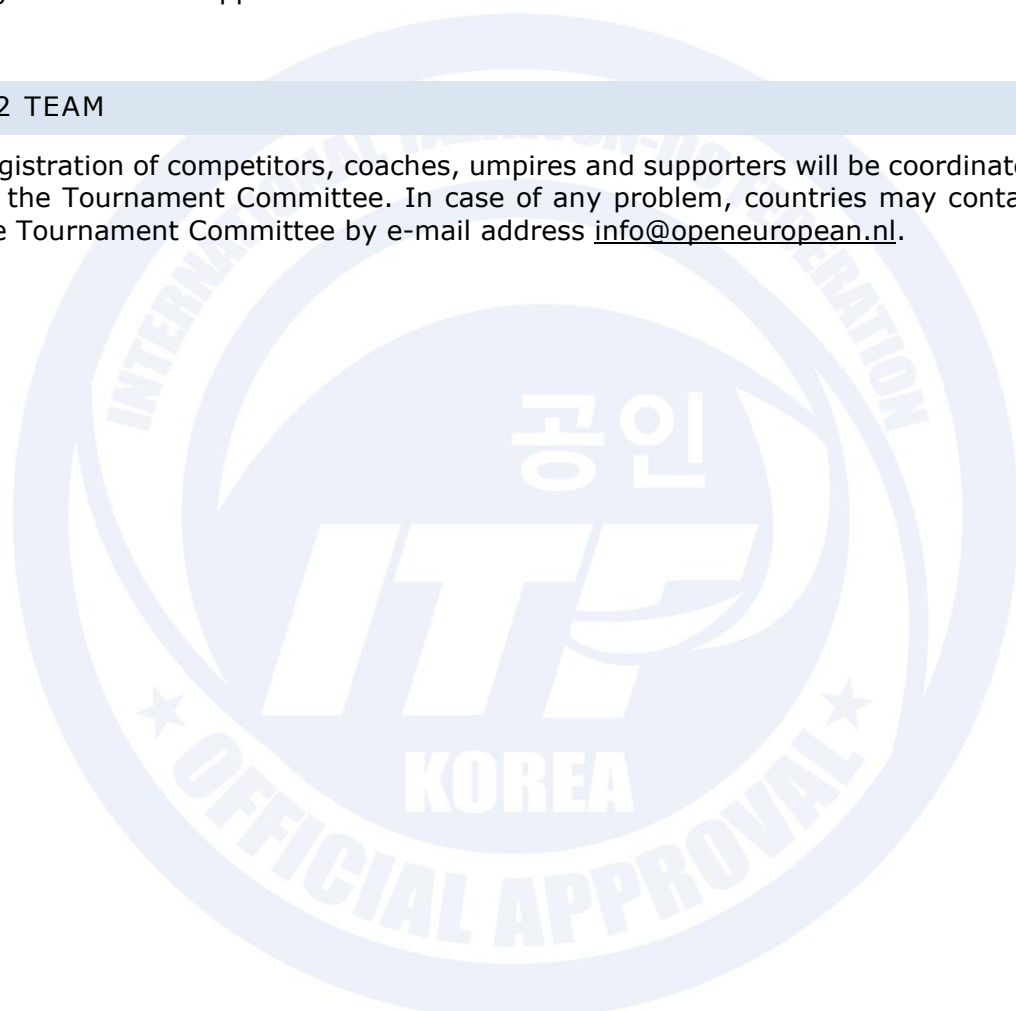 2 TEAM
gistration of competitors, coaches, umpires and supporters will be coordinate
the Tournament Committee. In case of any problem, countries may conta
e Tournament Committee by e-mail address info@openeuropean.nl.
INTERNATIONAL TAEKWON-DO FEDERATION
공인
ITF
KOREA
★ OFFICIAL APPROVAL ★